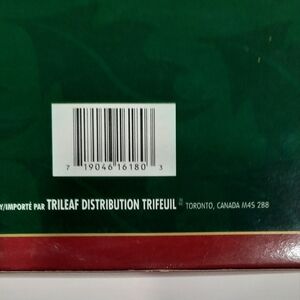 7 19046 16180 3
Y/IMPORTÉ PAR TRILEAF DISTRIBUTION TRIFEUIL TORONTO, CANADA M4S 2B8